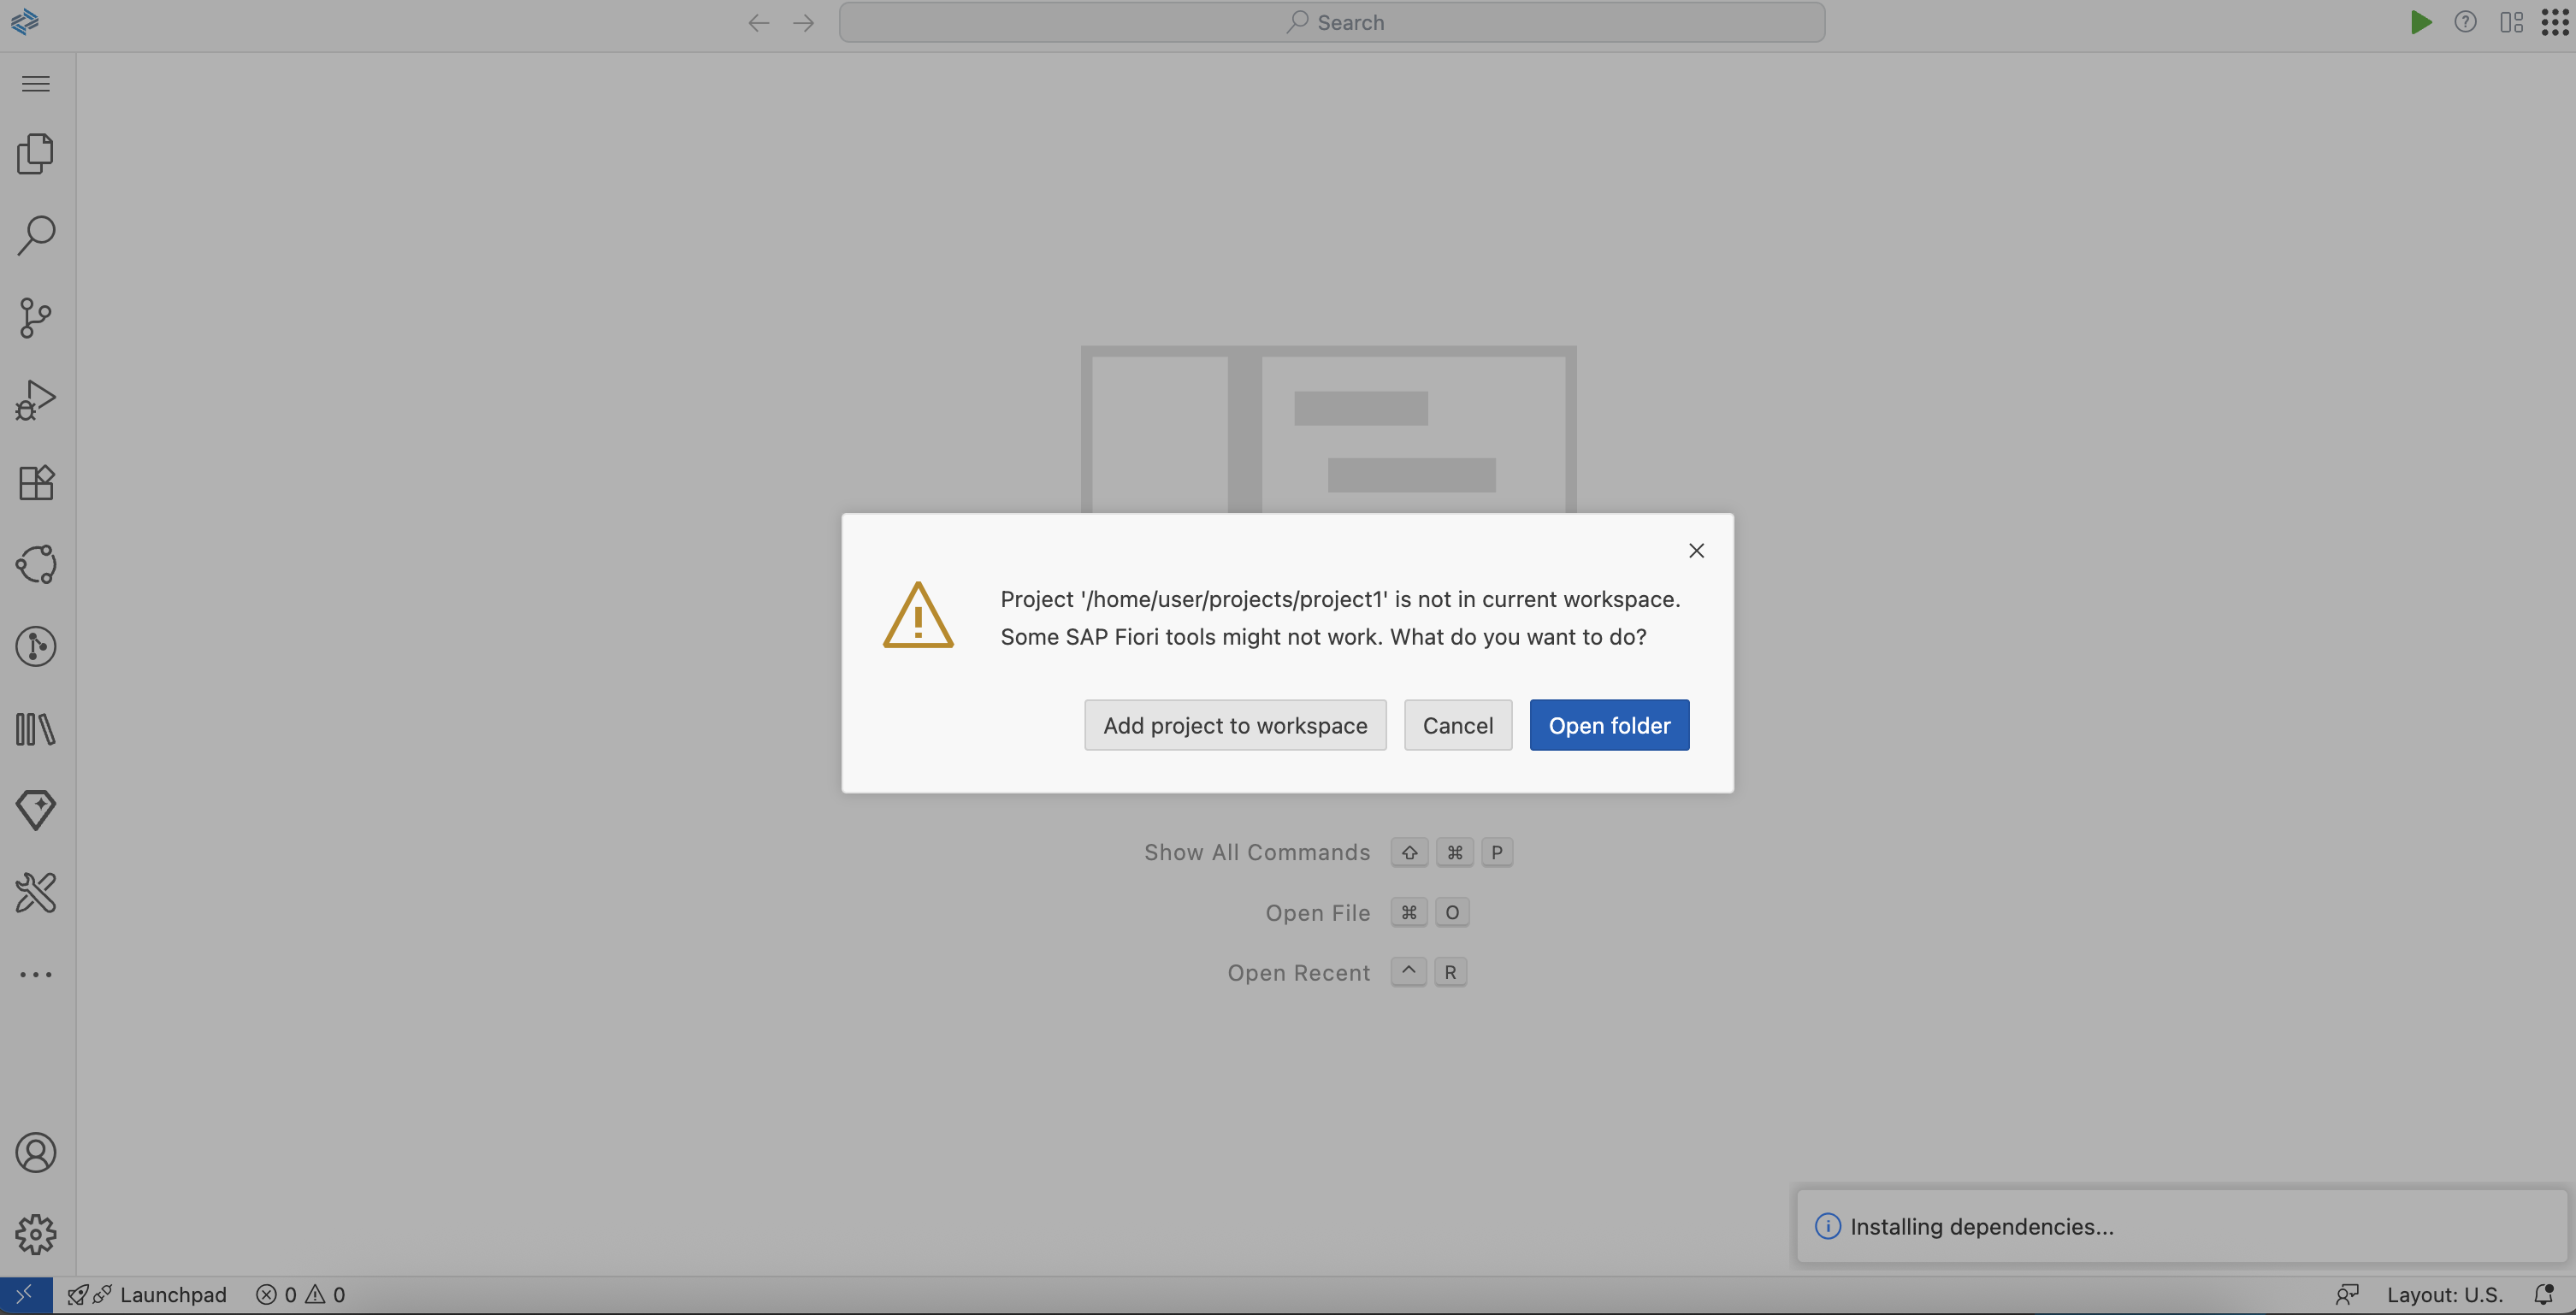 Search
Project '/home/user/projects/project1' is not in current workspace.
Some SAP Fiori tools might not work. What do you want to do?
Add project to workspace Cancel Open folder
Show All Commands ⇧ ⌘ P
Open File ⌘ O
Open Recent ^ R
Installing dependencies...
Launchpad 0 0 Layout: U.S.